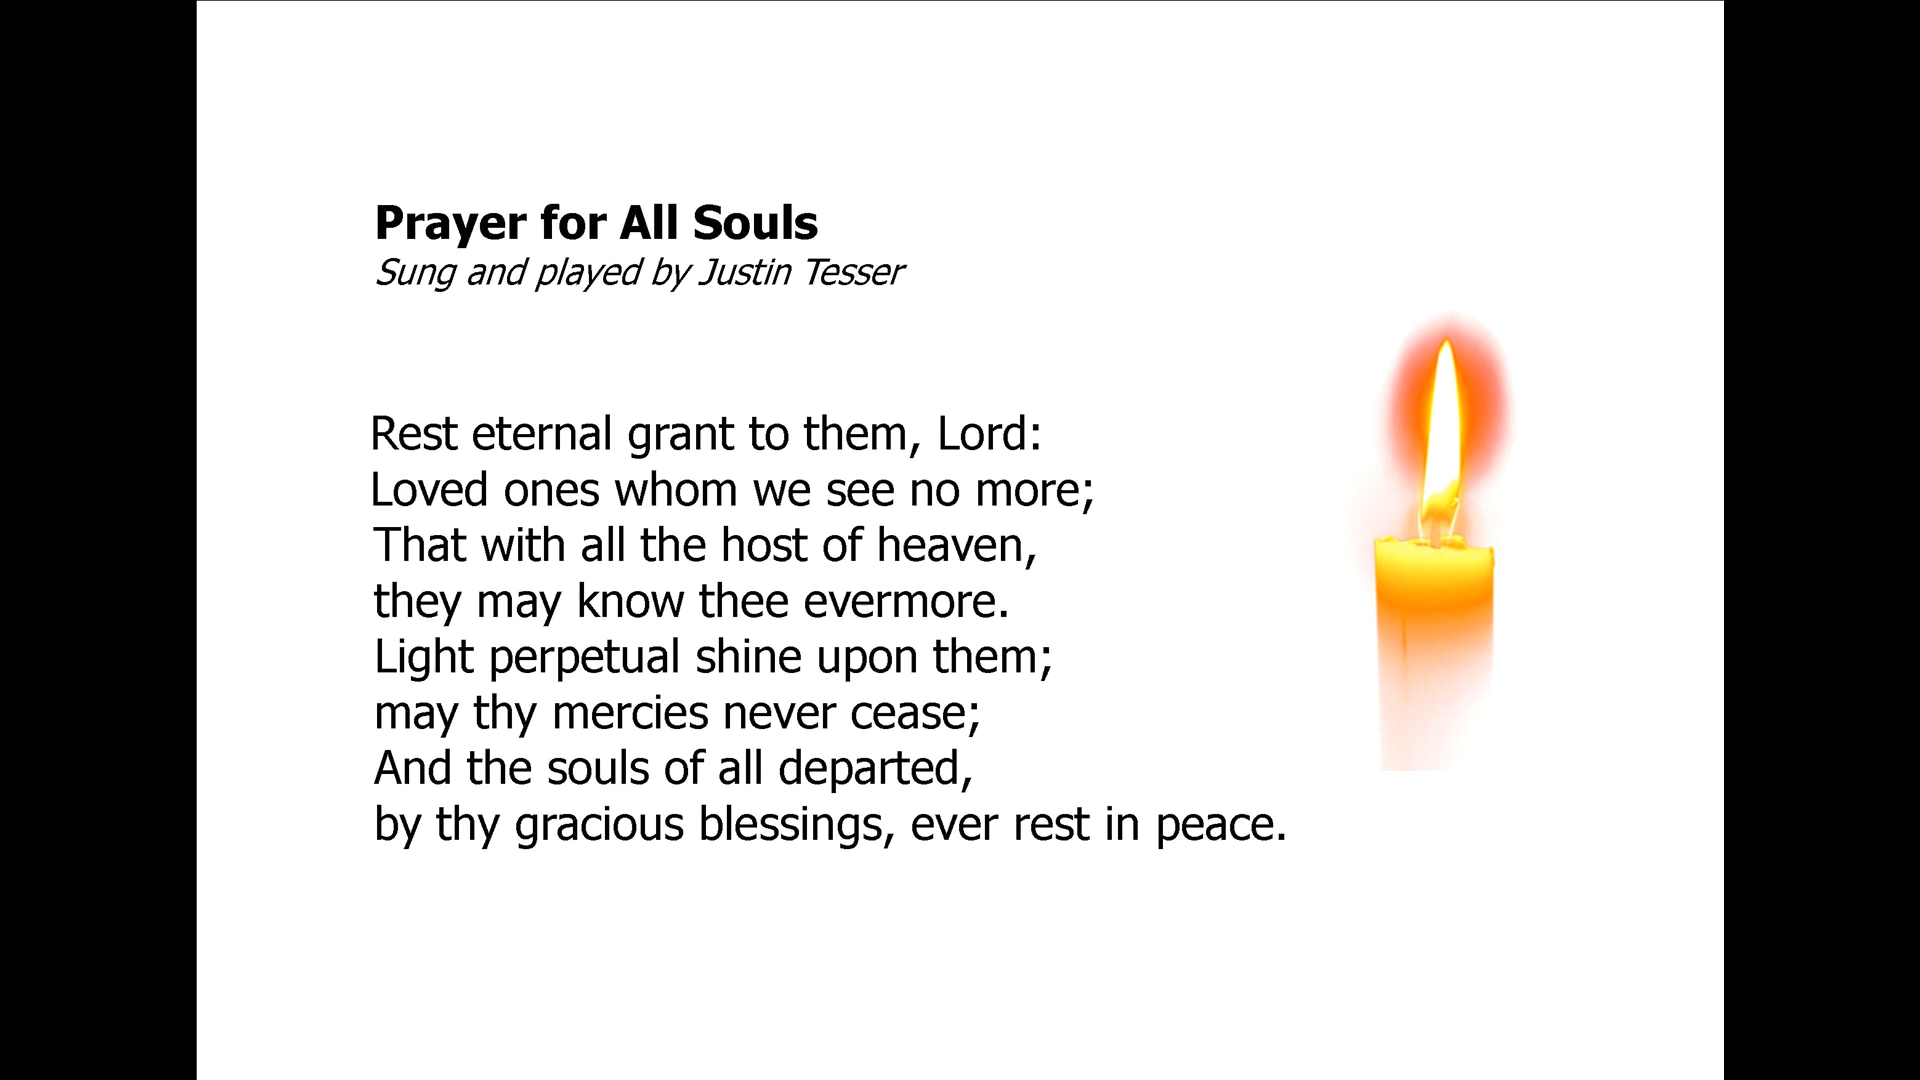 Prayer for All Souls
Sung and played by Justin Tesser
Rest eternal grant to them, Lord:
Loved ones whom we see no more;
That with all the host of heaven,
they may know thee evermore.
Light perpetual shine upon them;
may thy mercies never cease;
And the souls of all departed,
by thy gracious blessings, ever rest in peace.